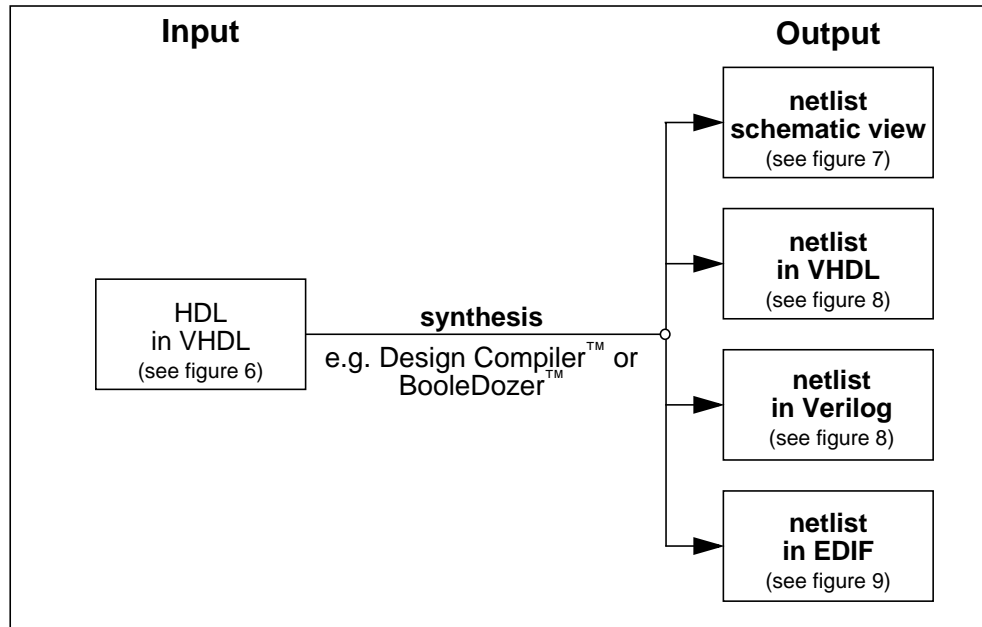 Input
Output
netlist
schematic view
(see figure 7)
netlist
in VHDL
(see figure 8)
HDL
in VHDL
(see figure 6)
synthesis
e.g. Design Compiler™ or
BooleDozer™
netlist
in Verilog
(see figure 8)
netlist
in EDIF
(see figure 9)